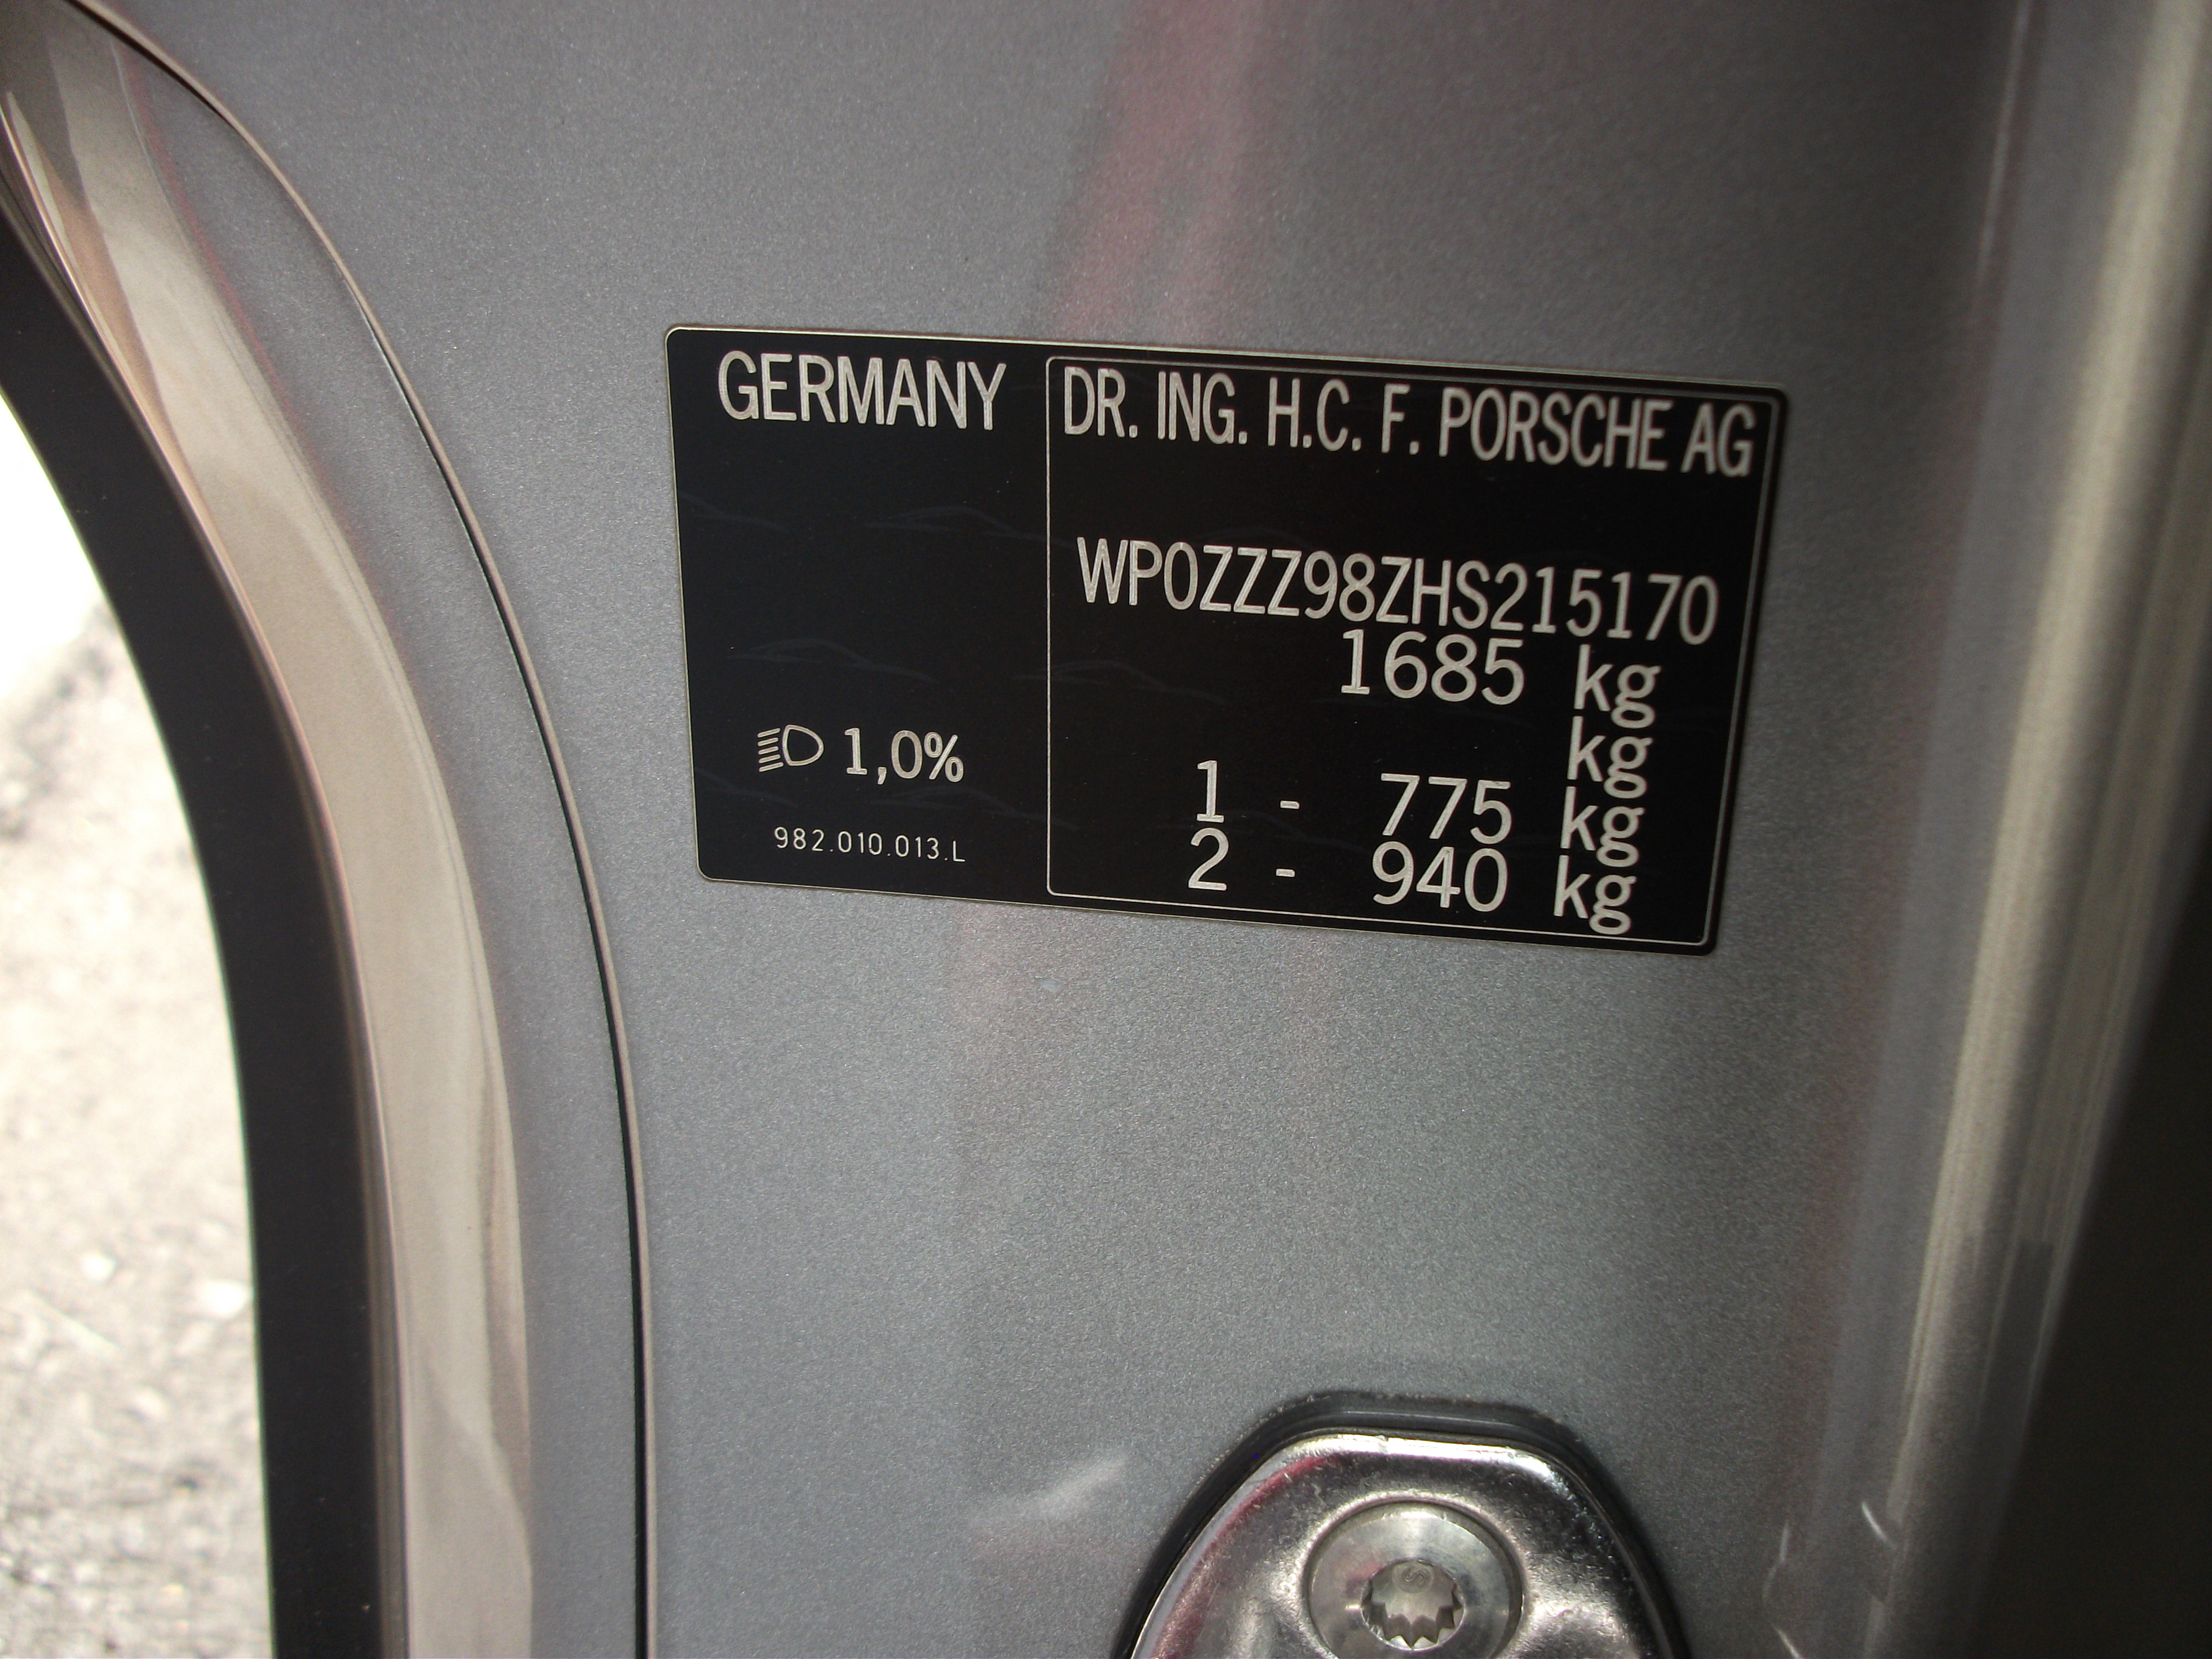 GERMANY
DR. ING. H.C. F. PORSCHE AG
WP0ZZZ98ZHS215170
1685 kg
kg
1,0%
1 - 775 kg
2 - 940 kg
982.010.013.L